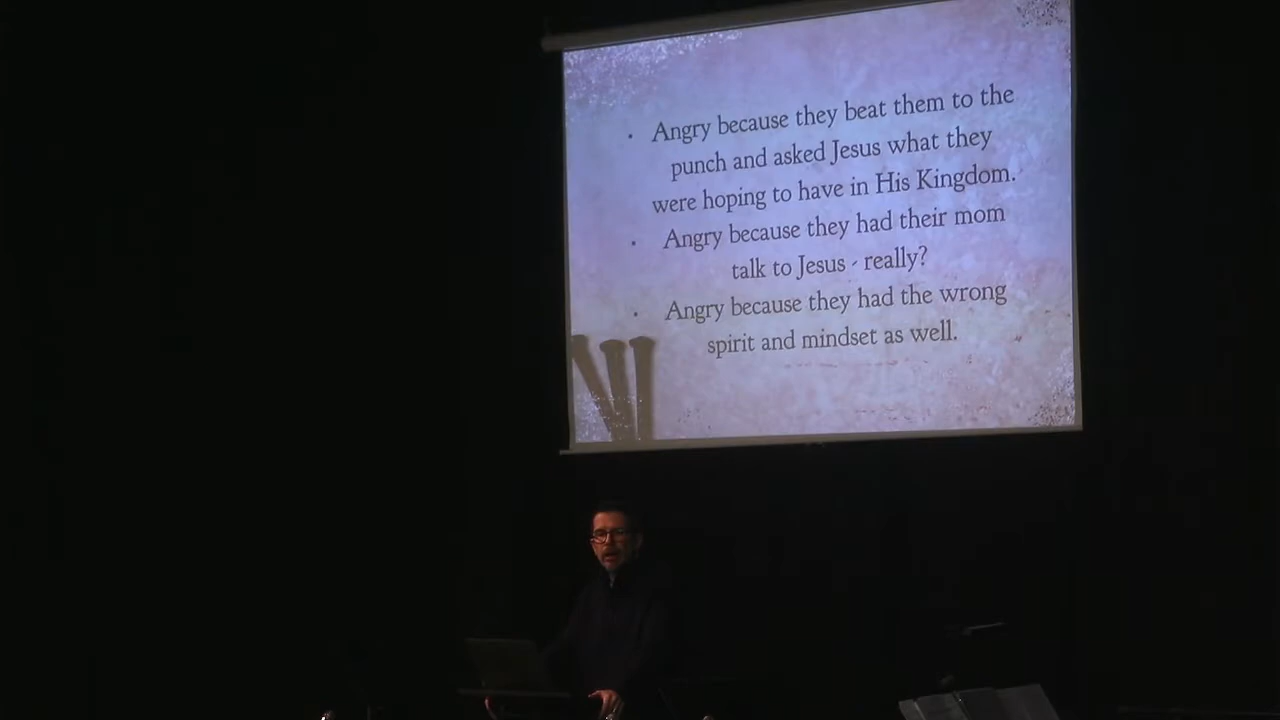 · Angry because they beat them to the
punch and asked Jesus what they
were hoping to have in His Kingdom.
· Angry because they had their mom
talk to Jesus - really?
· Angry because they had the wrong
spirit and mindset as well.